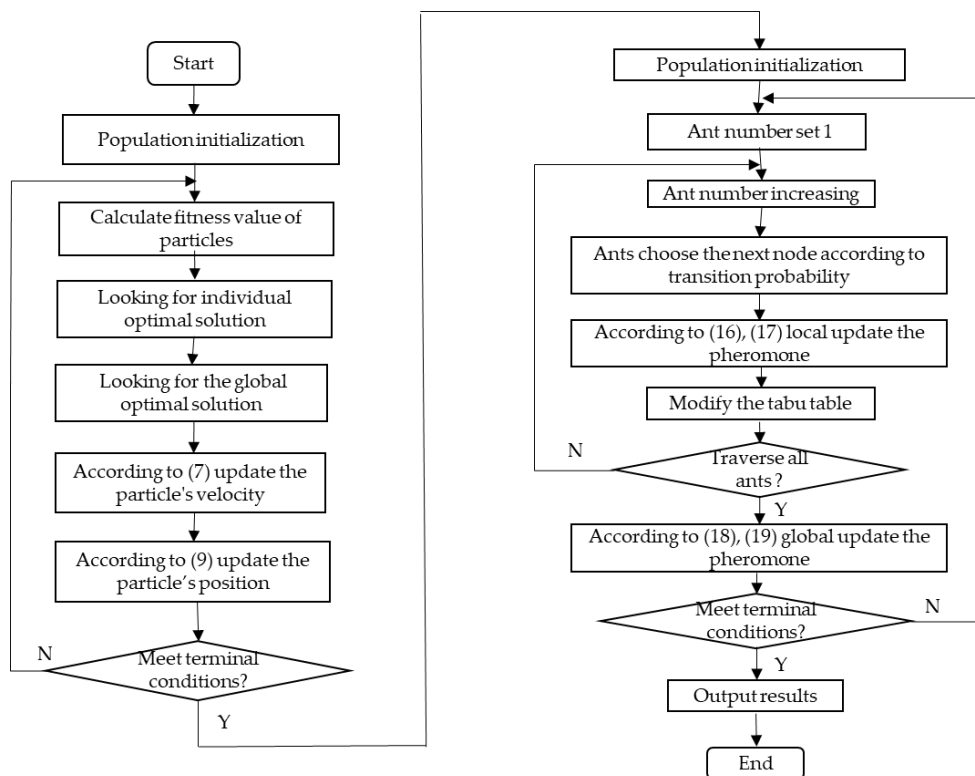 Start
Population initialization
Calculate fitness value of
particles
Looking for individual
optimal solution
Looking for the global
optimal solution
According to (7) update the
particle's velocity
According to (9) update the
particle’s position
N
Meet terminal
conditions?
Y
Population initialization
Ant number set 1
Ant number increasing
Ants choose the next node according to
transition probability
According to (16), (17) local update the
pheromone
Modify the tabu table
N
Traverse all
ants ?
Y
According to (18), (19) global update the
pheromone
Meet terminal
conditions?
N
Y
Output results
End